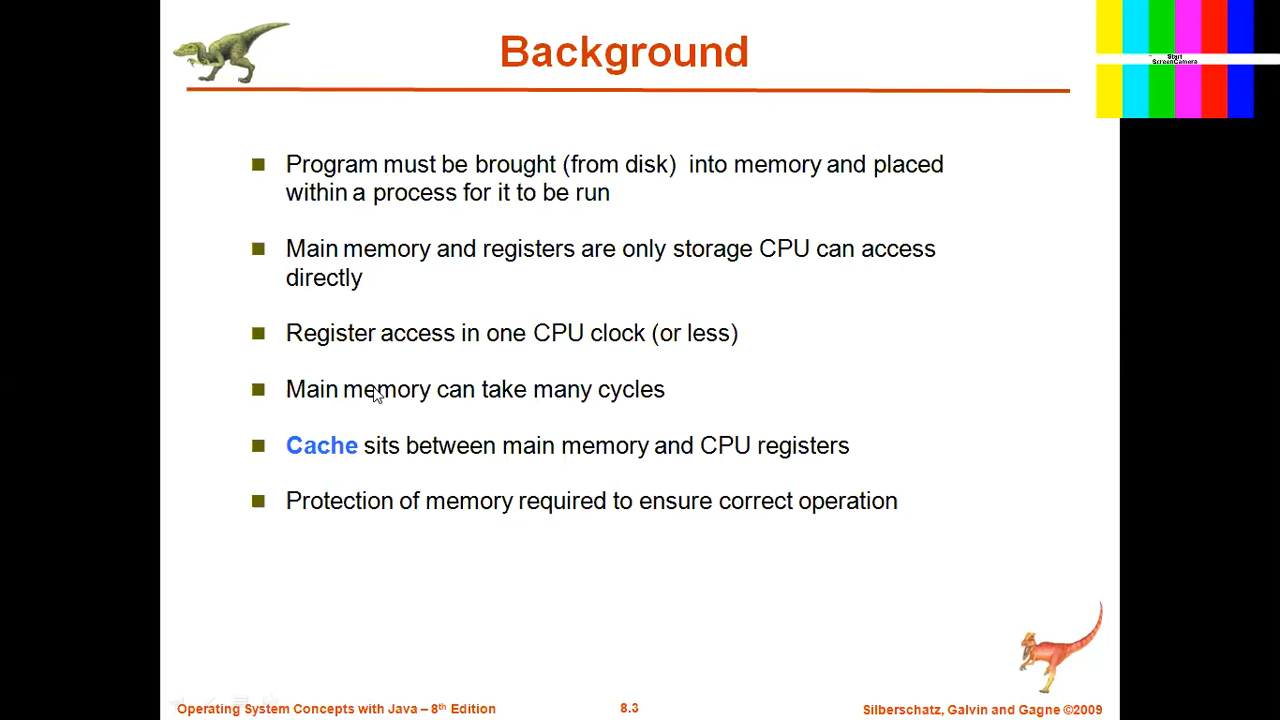 Background
Start
ScreenCamera
Program must be brought (from disk)  into memory and placed
within a process for it to be run
Main memory and registers are only storage CPU can access
directly
Register access in one CPU clock (or less)
Main memory can take many cycles
Cache sits between main memory and CPU registers
Protection of memory required to ensure correct operation
Operating System Concepts with Java – 8th Edition
8.3
Silberschatz, Galvin and Gagne ©2009